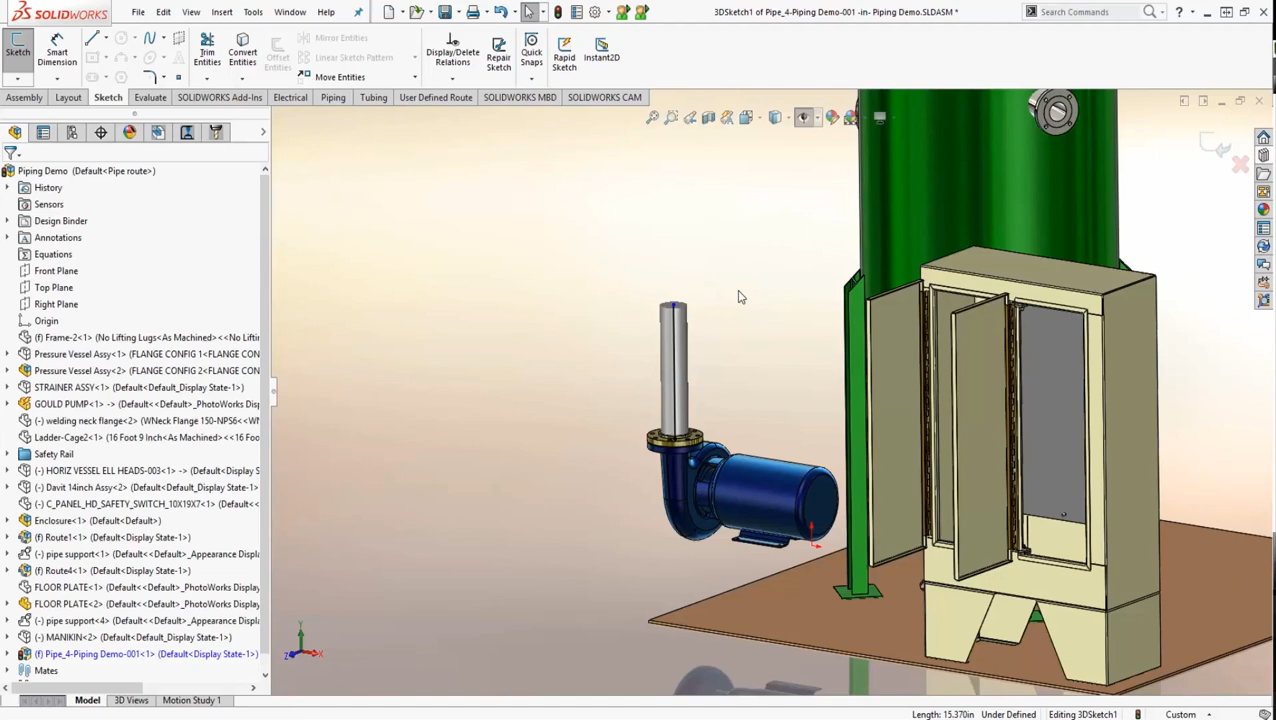 SOLIDWORKS File Edit View Insert Tools Window Help 3DSketch1 of Pipe_4-Piping Demo-001 -in- Piping Demo.SLDASM * Search Commands
Sketch Smart Dimension Trim Entities Convert Entities Offset Entities Mirror Entities Linear Sketch Pattern Move Entities Display/Delete Relations Repair Sketch Quick Snaps Rapid Sketch Instant2D
Assembly Layout Sketch Evaluate SOLIDWORKS Add-Ins Electrical Piping Tubing User Defined Route SOLIDWORKS MBD SOLIDWORKS CAM
Piping Demo (Default<Pipe route>)
History
Sensors
Design Binder
Annotations
Equations
Front Plane
Top Plane
Right Plane
Origin
(f) Frame-2<1> (No Lifting Lugs<As Machined><<No
Pressure Vessel Assy<1> (FLANGE CONFIG 1<FLANGE CON
Pressure Vessel Assy<2> (FLANGE CONFIG 2<FLANGE CON
STRAINER ASSY<1> (Default<Default_Display State-1>)
GOULD PUMP<1> -> (Default<<Default>_PhotoWorks Displ
(-) welding neck flange<2> (WNeck Flange 150-NPS6<<WN
Ladder-Cage2<1> (16 Foot 9 Inch<As Machined><<16 Foot
Safety Rail
(-) HORIZ VESSEL ELL HEADS-003<1> -> (Default<Default_
(-) Davit 14inch Assy<2> (Default<Default_Display State-1>
(-) C_PANEL_HD_SAFETY_SWITCH_10X19X7<1> (Default<
Enclosure<1> (Default<Default>)
(f) Route1<1> (Default<Default_Display State-1>)
(-) pipe support<1> (Default<<Default>_Appearance Display
(f) Route4<1> (Default<Default_Display State-1>)
FLOOR PLATE<1> (Default<<Default>_PhotoWorks Display
FLOOR PLATE<2> (Default<<Default>_PhotoWorks Display
(-) pipe support<4> (Default<<Default>_Appearance Display
(-) MANIKIN<2> (Default<Default_Display State-1>)
(f) Pipe_4-Piping Demo-001<1> (Default<Display State-1>)
Mates
Y
Z X
Model 3D Views Motion Study 1
Length: 15.370in Under Defined Editing 3DSketch1 Custom